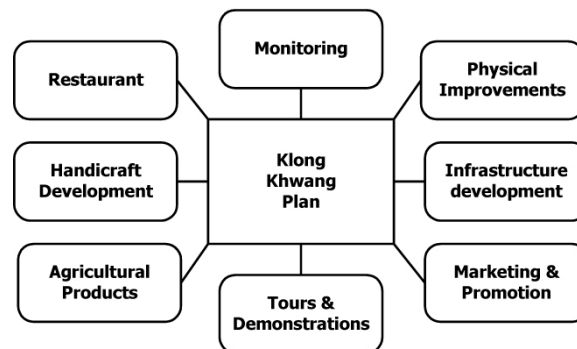 Monitoring
Restaurant
Physical
Improvements
Handicraft
Development
Klong
Khwang
Plan
Infrastructure
development
Agricultural
Products
Tours &
Demonstrations
Marketing &
Promotion